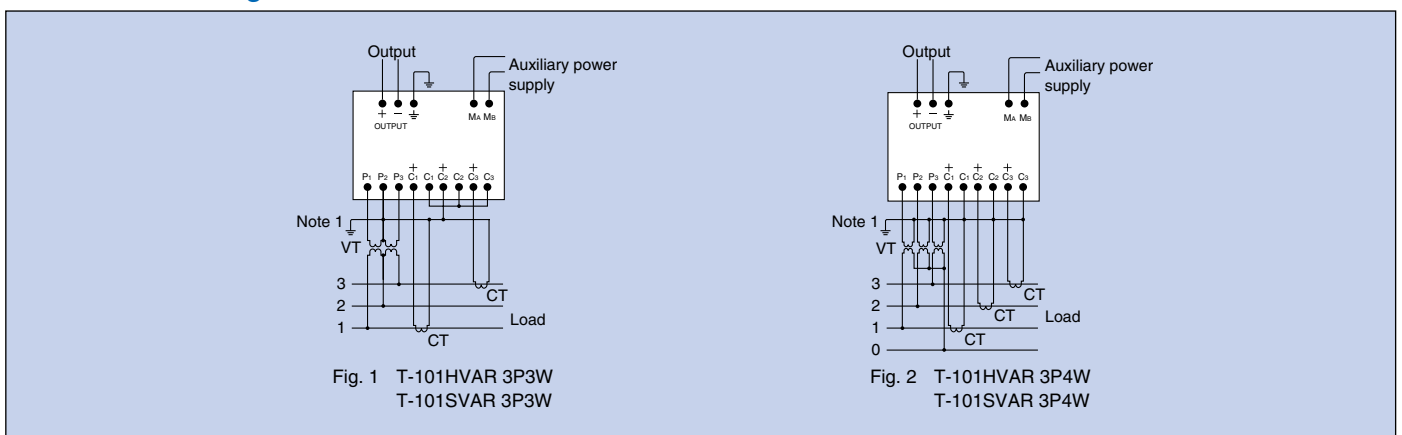 Output
Auxiliary power
supply
+ −
OUTPUT
MA MB
+ + +
P1 P2 P3 C1 C1 C2 C2 C3 C3
Note 1
VT
3
CT
2
Load
1
CT
Fig. 1 T-101HVAR 3P3W
T-101SVAR 3P3W
Output
Auxiliary power
supply
+ −
OUTPUT
MA MB
+ + +
P1 P2 P3 C1 C1 C2 C2 C3 C3
Note 1
VT
3
CT
2
CT
Load
1
CT
0
Fig. 2 T-101HVAR 3P4W
T-101SVAR 3P4W